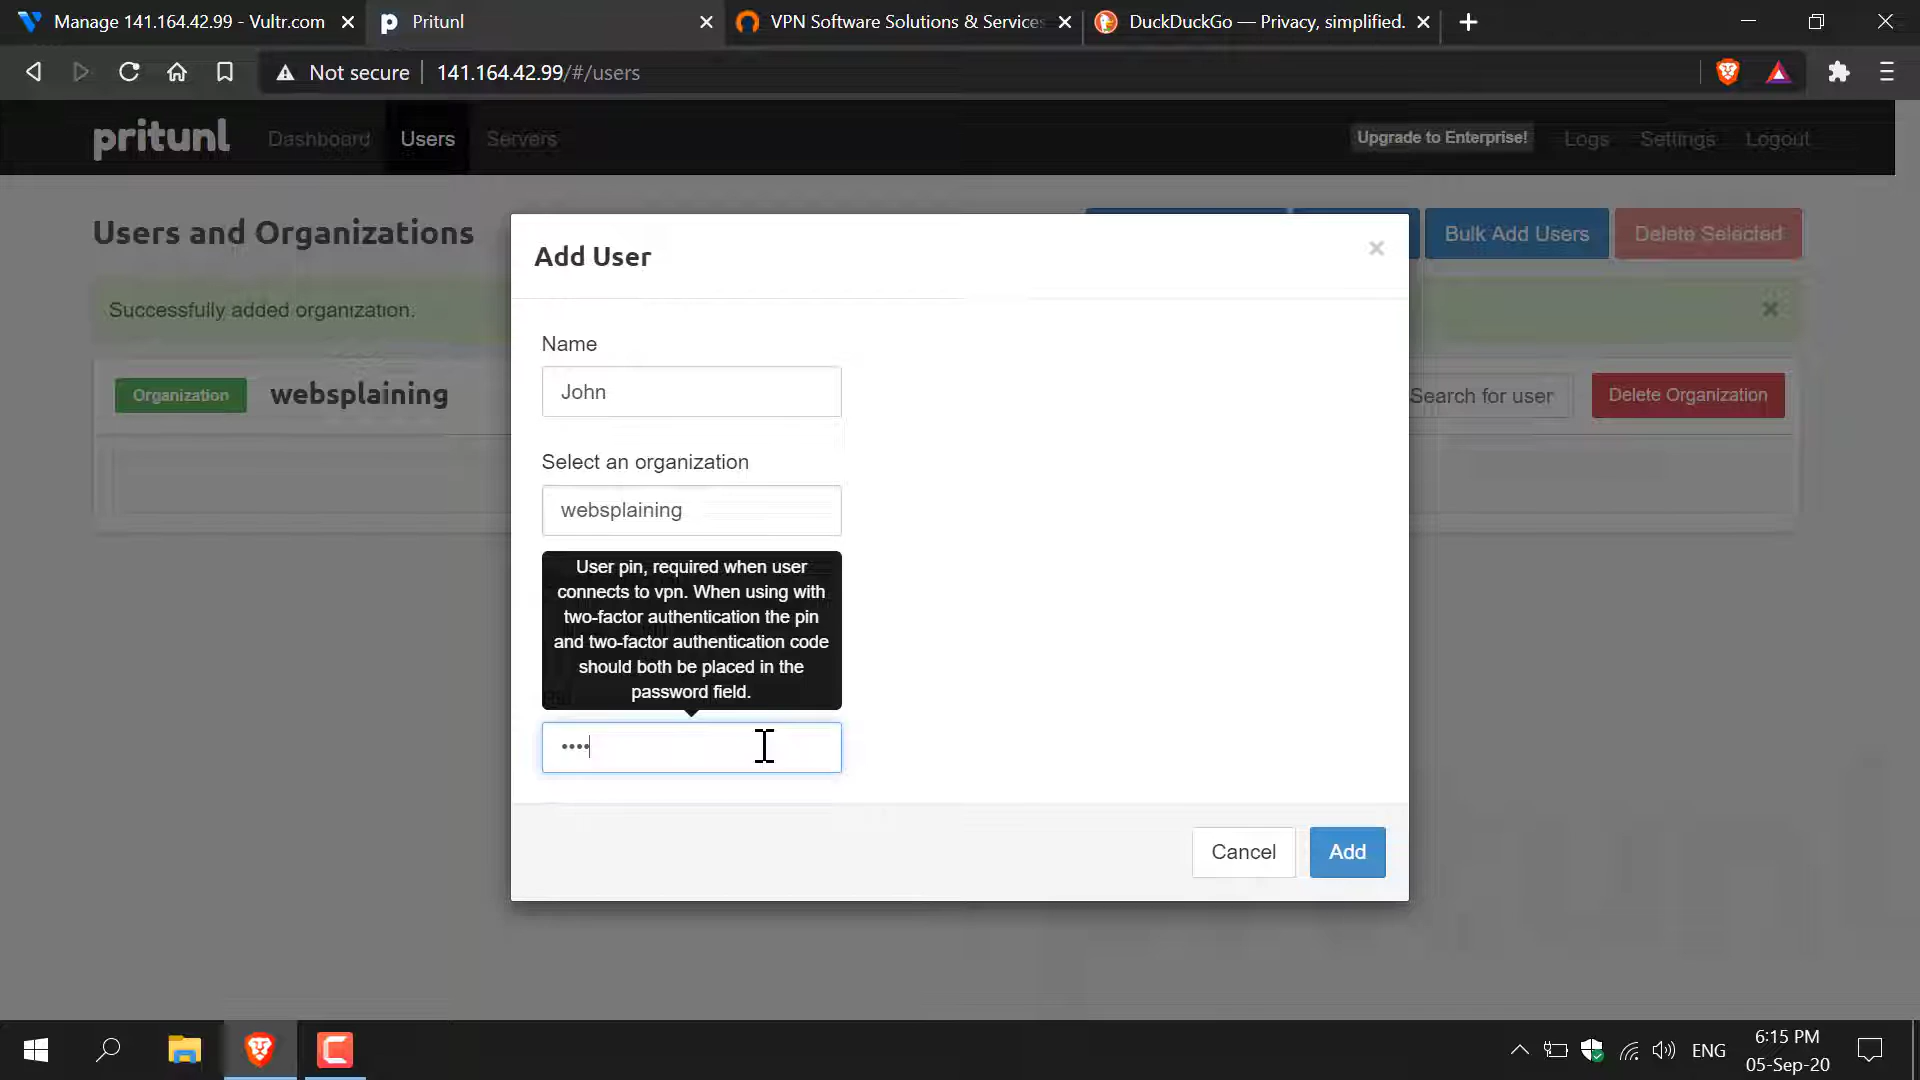 Manage 141.164.42.99 - Vultr.com
Pritunl
VPN Software Solutions & Services
DuckDuckGo — Privacy, simplified.
Not secure
141.164.42.99/#/users
pritunl
Dashboard
Users
Servers
Upgrade to Enterprise!
Logs
Settings
Logout
Users and Organizations
Bulk Add Users
Delete Selected
Successfully added organization.
Organization
websplaining
Search for user
Delete Organization
Add User
Name
John
Select an organization
websplaining
User pin, required when user
connects to vpn. When using with
two-factor authentication the pin
and two-factor authentication code
should both be placed in the
password field.
••••
Cancel
Add
ENG
6:15 PM
05-Sep-20